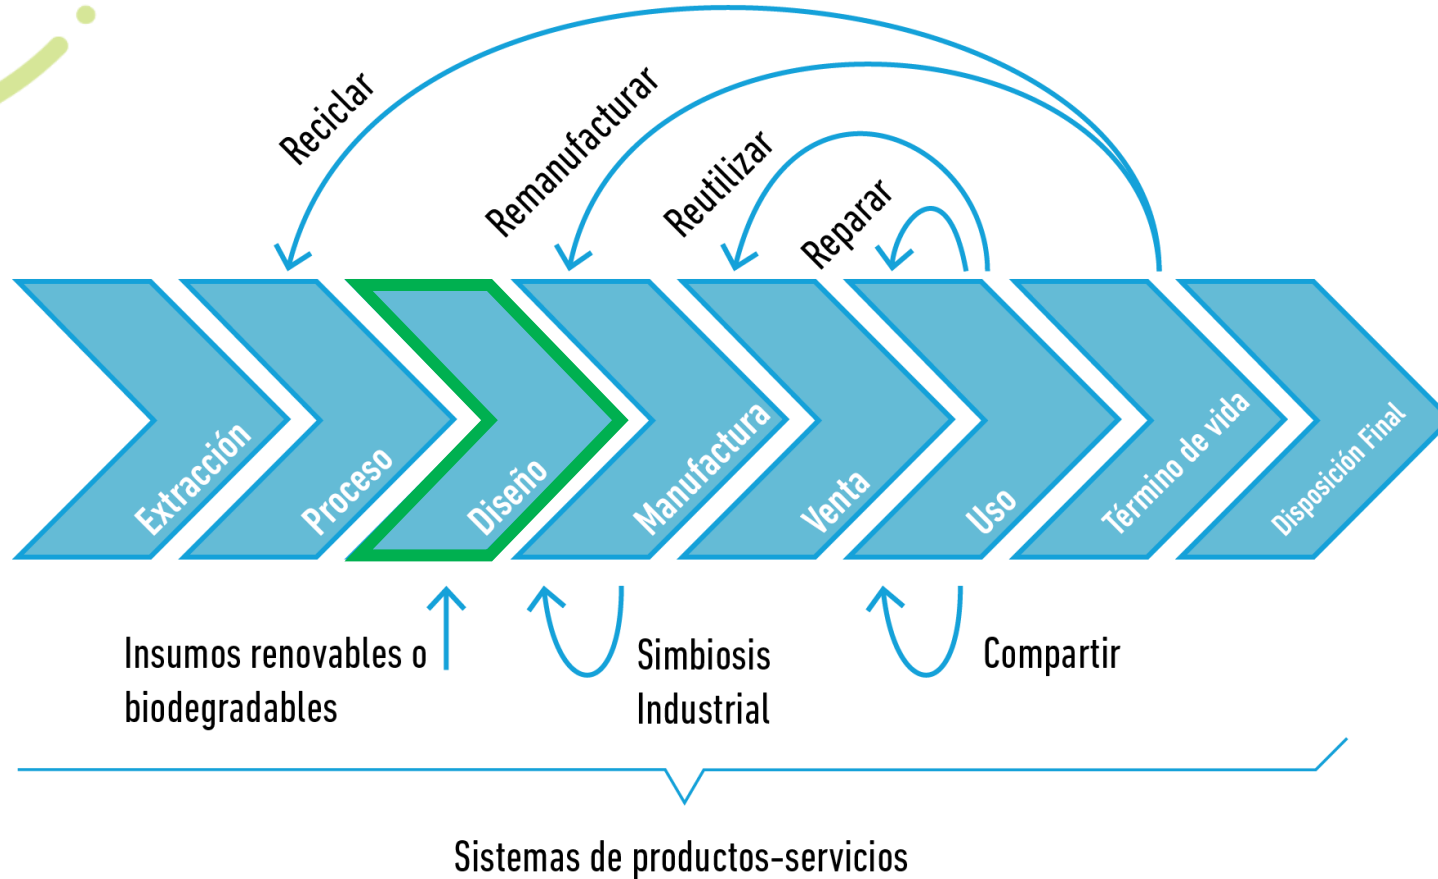 Reciclar
Remanufacturar
Reutilizar
Reparar
Extracción
Proceso
Diseño
Manufactura
Venta
Uso
Término de vida
Disposición Final
Insumos renovables o
biodegradables
Simbiosis
Industrial
Compartir
Sistemas de productos-servicios